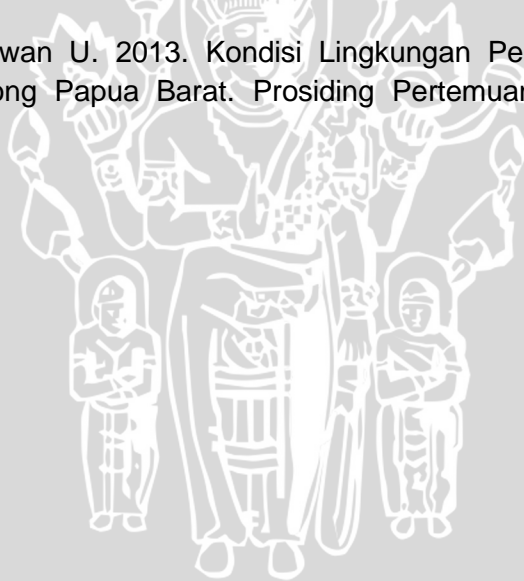 wan U. 2013. Kondisi Lingkungan Pe
ong Papua Barat. Prosiding Pertemuan